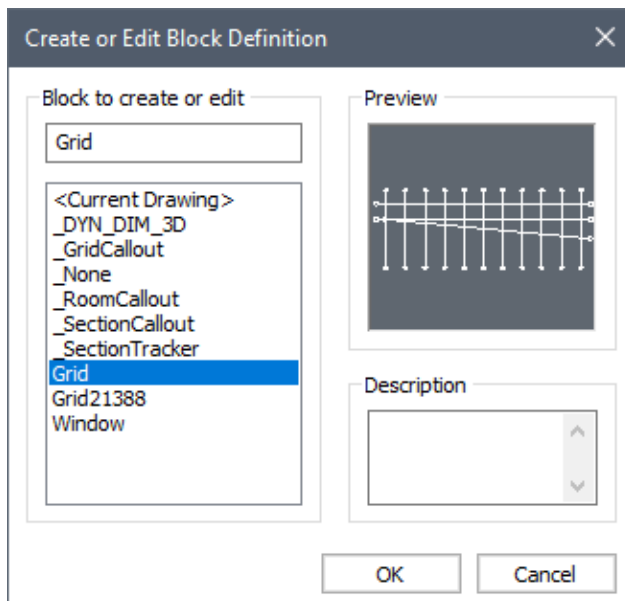 Create or Edit Block Definition
Block to create or edit
Grid
<Current Drawing>
_DYN_DIM_3D
_GridCallout
_None
_RoomCallout
_SectionCallout
_SectionTracker
Grid
Grid21388
Window
Preview
Description
OK
Cancel